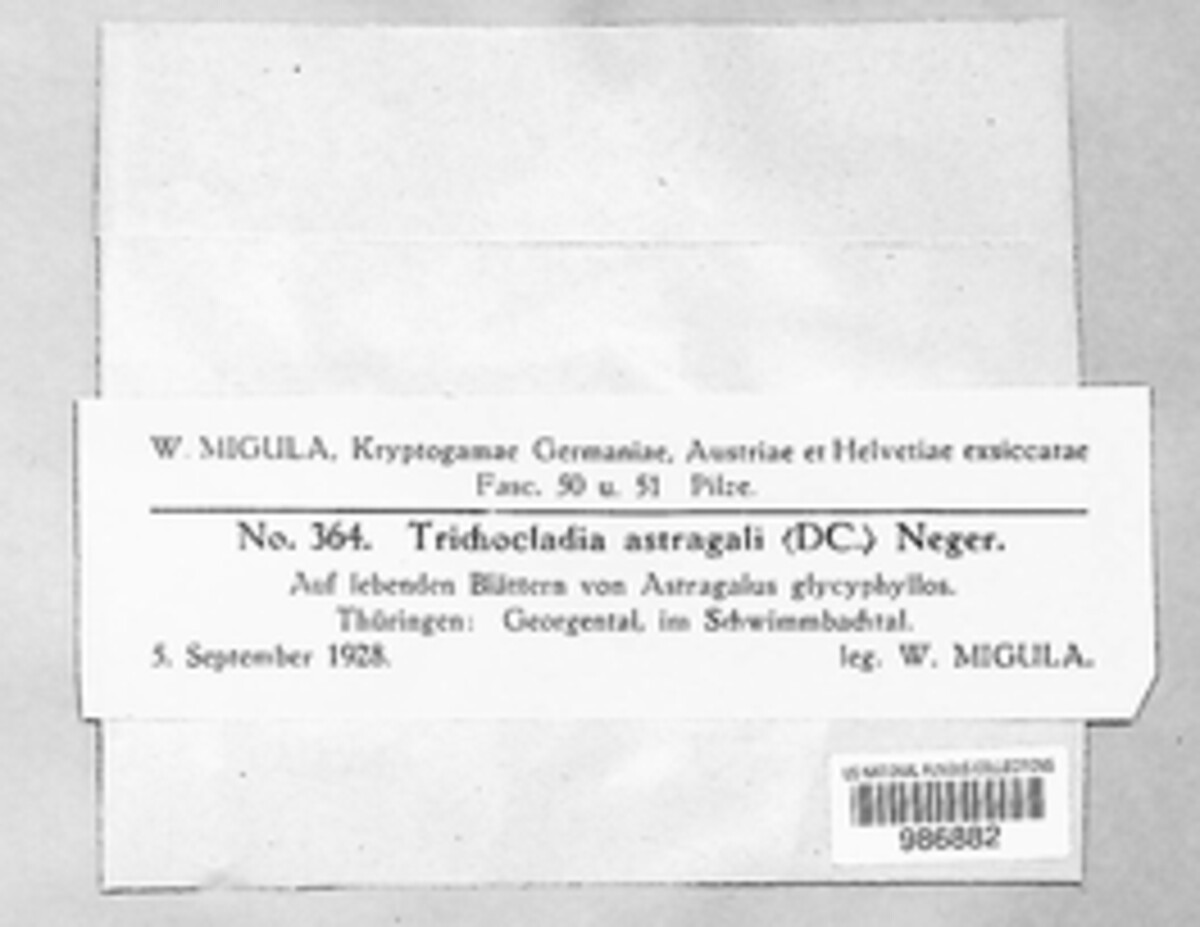 W. MIGULA, Kryptogamae Germaniae, Austriae et Helvetiae exsiccatae
Fasc. 50 u. 51 Pilze.
No. 364. Trichocladia astragali (DC.) Neger.
Auf lebenden Blättern von Astragalus glycyphyllos.
Thüringen: Georgental, im Schwimmbachtal.
5. September 1928. leg. W. MIGULA.
US NATIONAL FUNGUS COLLECTIONS
986882